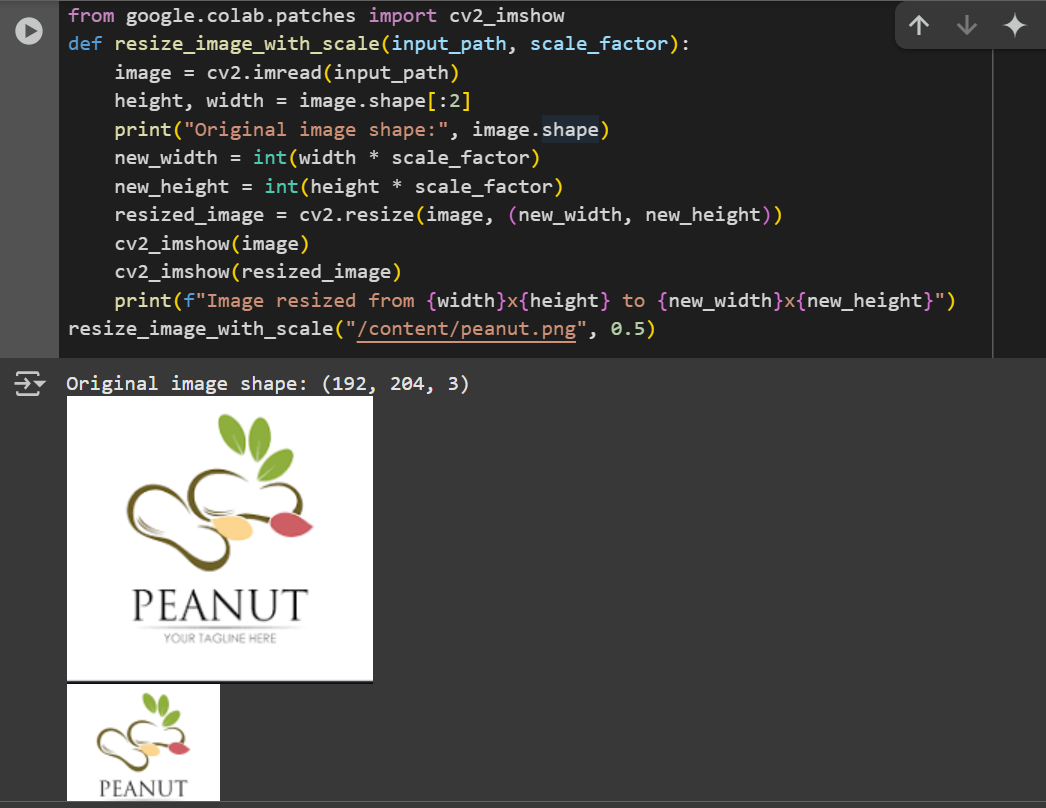 from google.colab.patches import cv2_imshow
def resize_image_with_scale(input_path, scale_factor):
    image = cv2.imread(input_path)
    height, width = image.shape[:2]
    print("Original image shape:", image.shape)
    new_width = int(width * scale_factor)
    new_height = int(height * scale_factor)
    resized_image = cv2.resize(image, (new_width, new_height))
    cv2_imshow(image)
    cv2_imshow(resized_image)
    print(f"Image resized from {width}x{height} to {new_width}x{new_height}")
resize_image_with_scale("/content/peanut.png", 0.5)
Original image shape: (192, 204, 3)
PEANUT
YOUR TAGLINE HERE
PEANUT